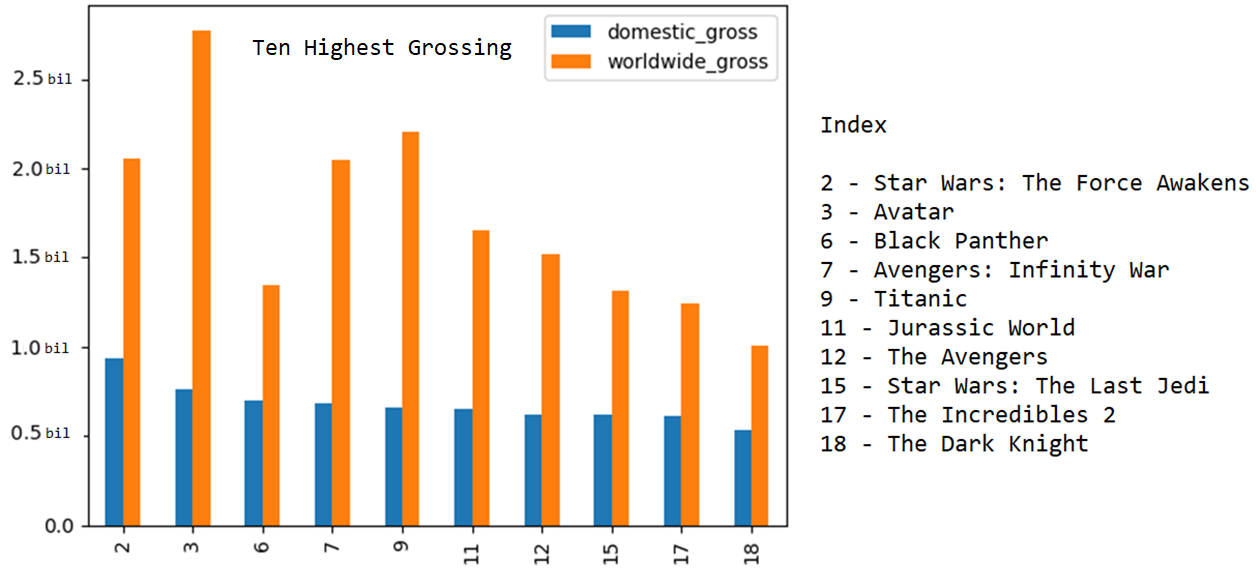 Ten Highest Grossing
domestic_gross
worldwide_gross
2.5 bil
2.0 bil
1.5 bil
1.0 bil
0.5 bil
0.0
2 3 6 7 9 11 12 15 17 18
Index
2 - Star Wars: The Force Awakens
3 - Avatar
6 - Black Panther
7 - Avengers: Infinity War
9 - Titanic
11 - Jurassic World
12 - The Avengers
15 - Star Wars: The Last Jedi
17 - The Incredibles 2
18 - The Dark Knight